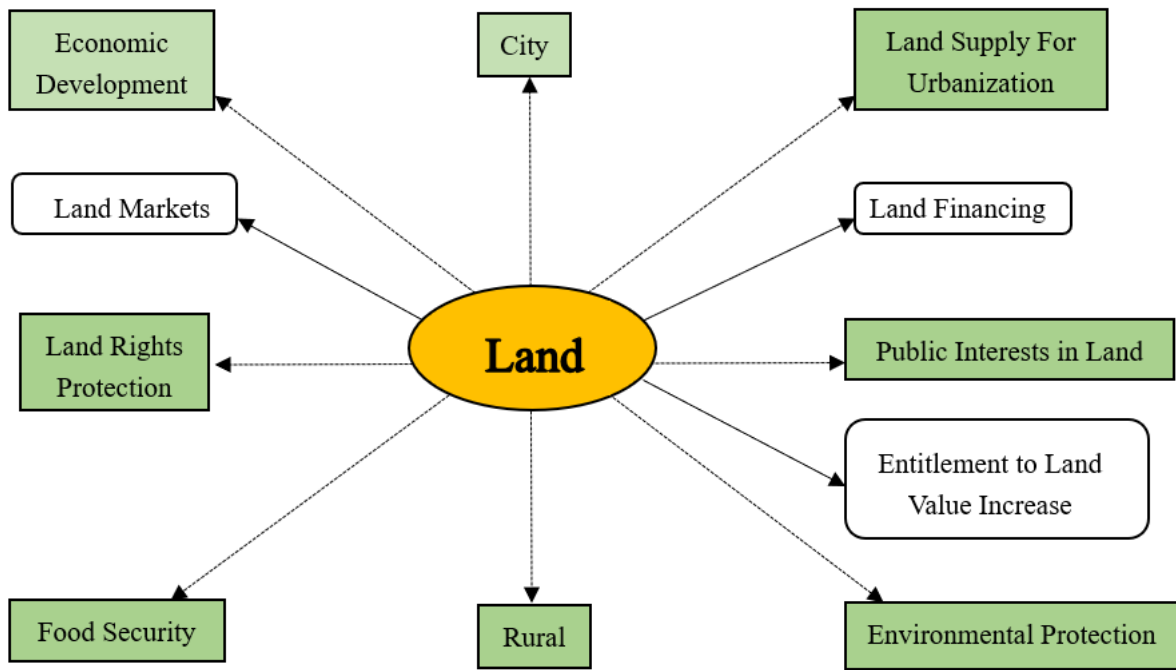 Economic
Development
City
Land Supply For
Urbanization
Land Markets
Land Financing
Land
Land Rights
Protection
Public Interests in Land
Entitlement to Land
Value Increase
Food Security
Rural
Environmental Protection